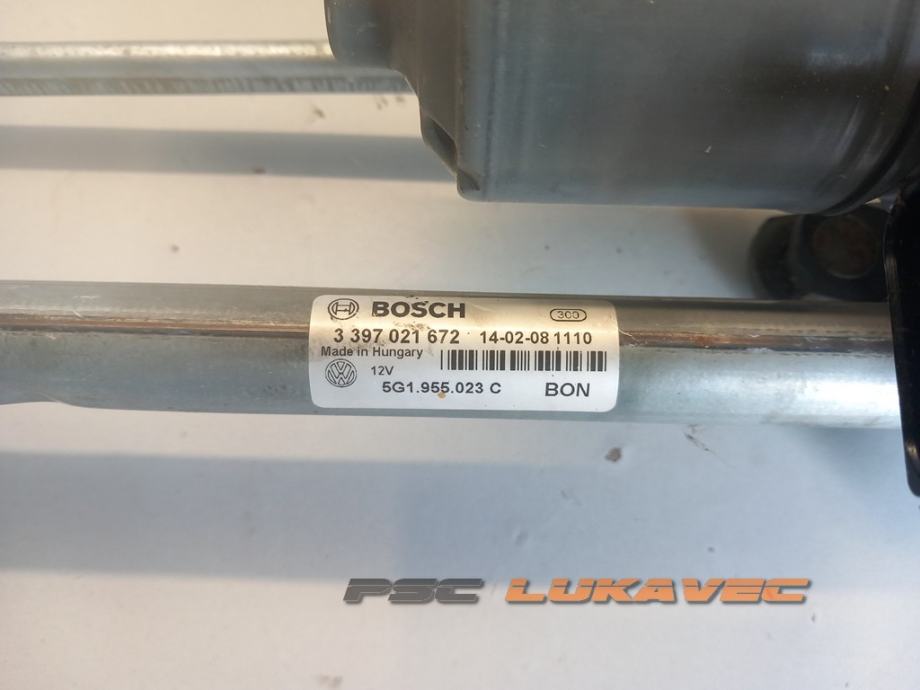 BOSCH 300
3 397 021 672 14-02-08 1110
Made in Hungary
12V
5G1.955.023 C BON
PSC LUKAVEC